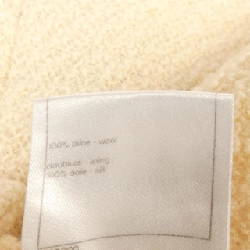 100% laine - wool
doublure - lining
100% soie - silk